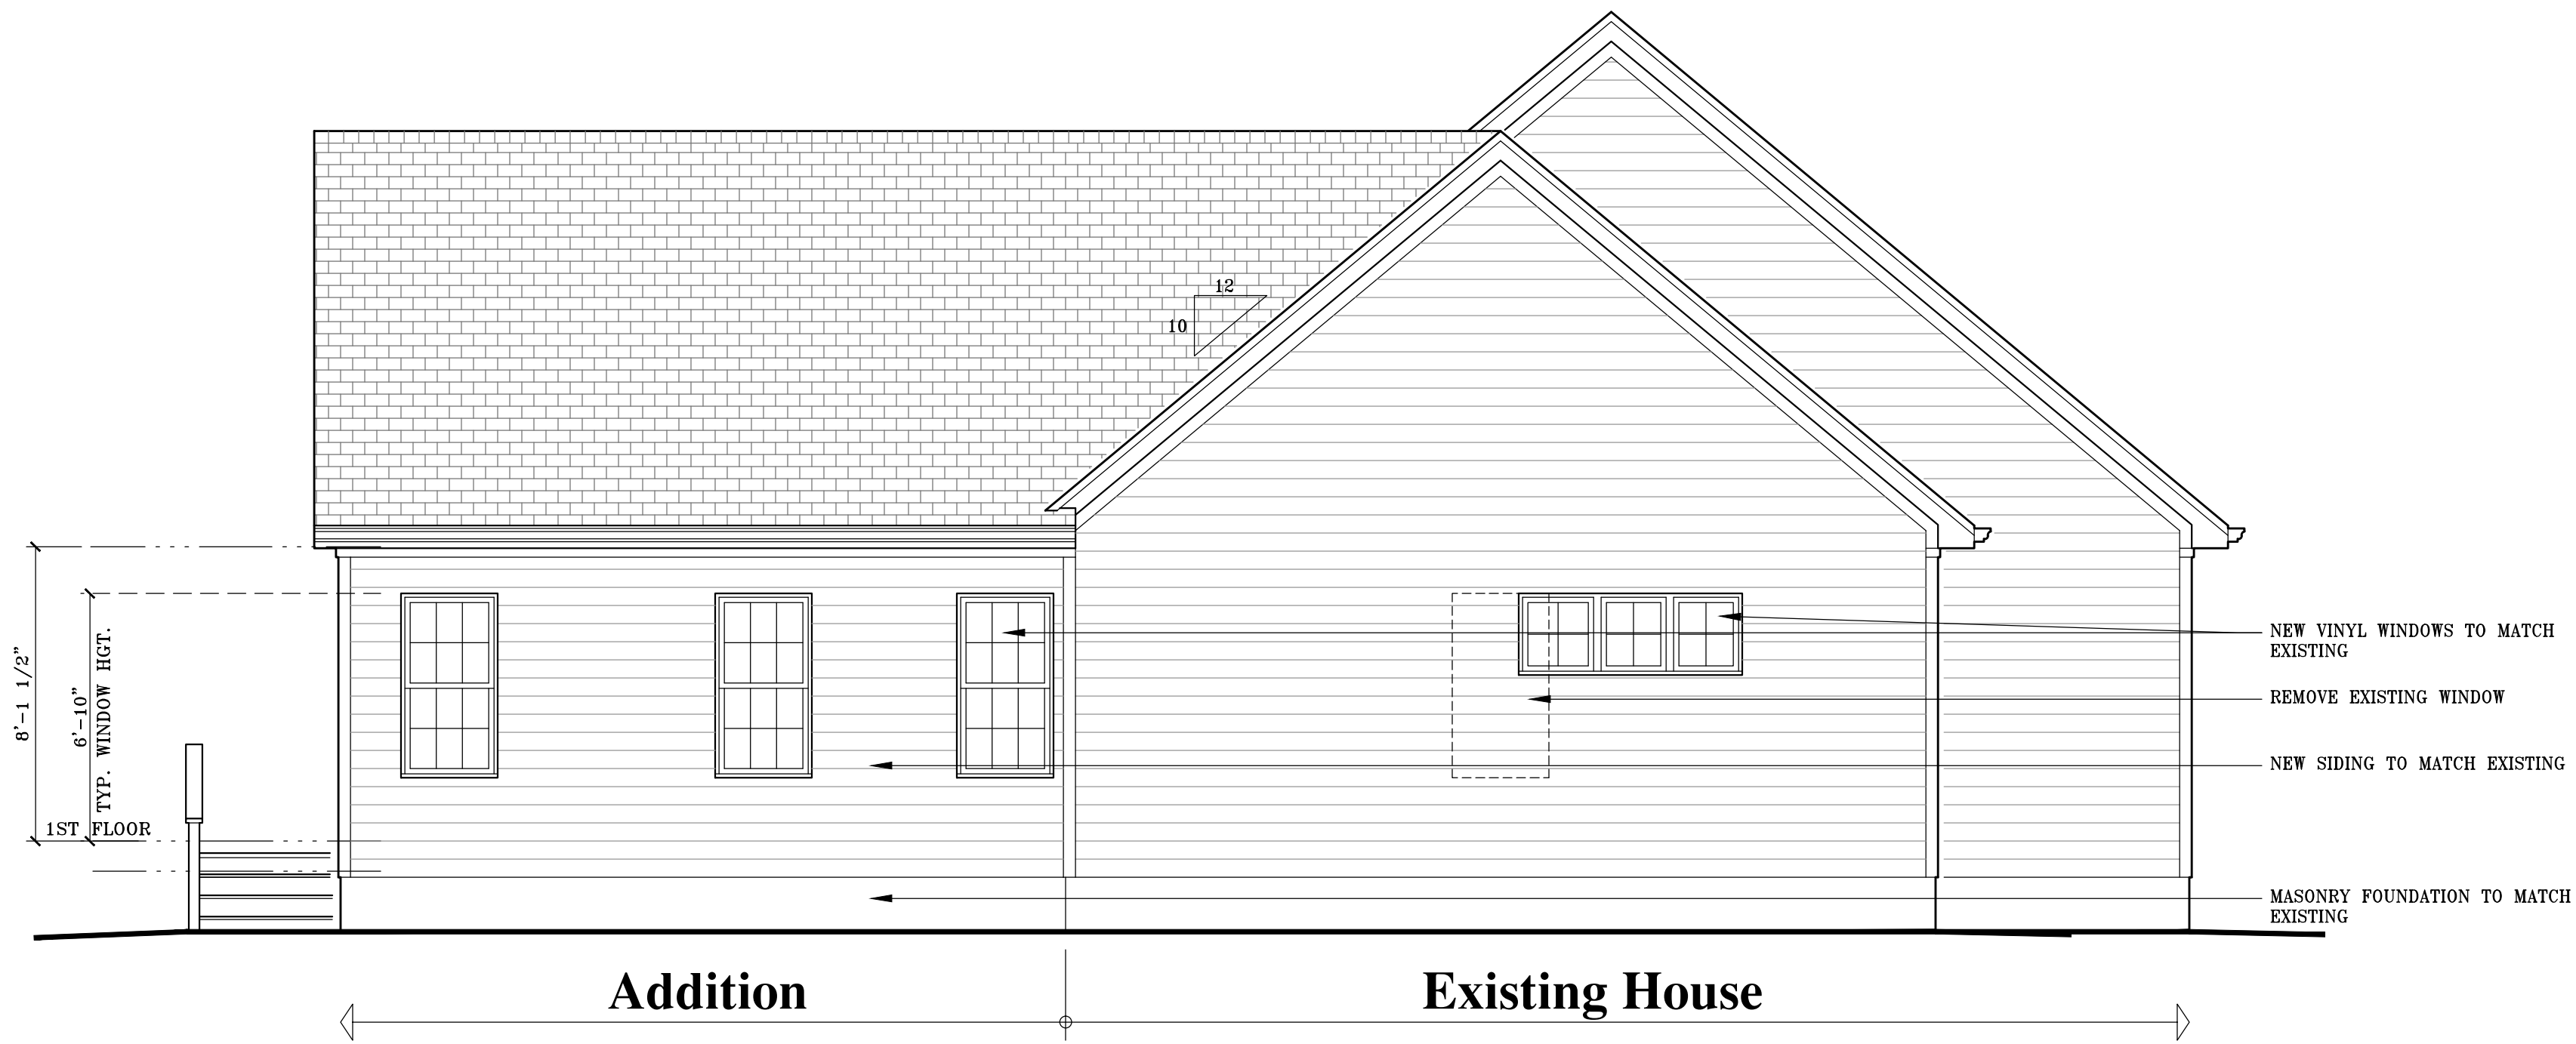 12
10
8'-1 1/2"
6'-10"
TYP. WINDOW HGT.
1ST FLOOR
NEW VINYL WINDOWS TO MATCH
EXISTING
REMOVE EXISTING WINDOW
NEW SIDING TO MATCH EXISTING
MASONRY FOUNDATION TO MATCH
EXISTING
Addition
Existing House